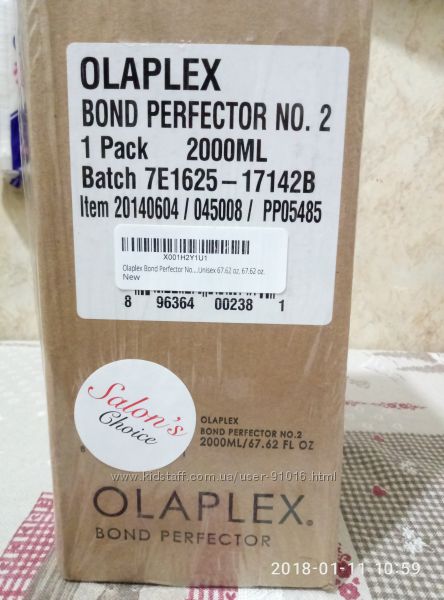 OLAPLEX
BOND PERFECTOR NO. 2
1 Pack 2000ML
Batch 7E1625-17142B
Item 20140604 / 045008 / PP05485
X001H2Y1U1
Olaplex Bond Perfector No....Unisex 67.62 oz, 67.62 oz.
New
8 96364 00238 1
Salon's
Choice
OLAPLEX
BOND PERFECTOR NO.2
2000ML/67.62 FL OZ
www.kidstaff.com.ua/user-91016.html
OLAPLEX.
BOND PERFECTOR
2018-01-11 10:59